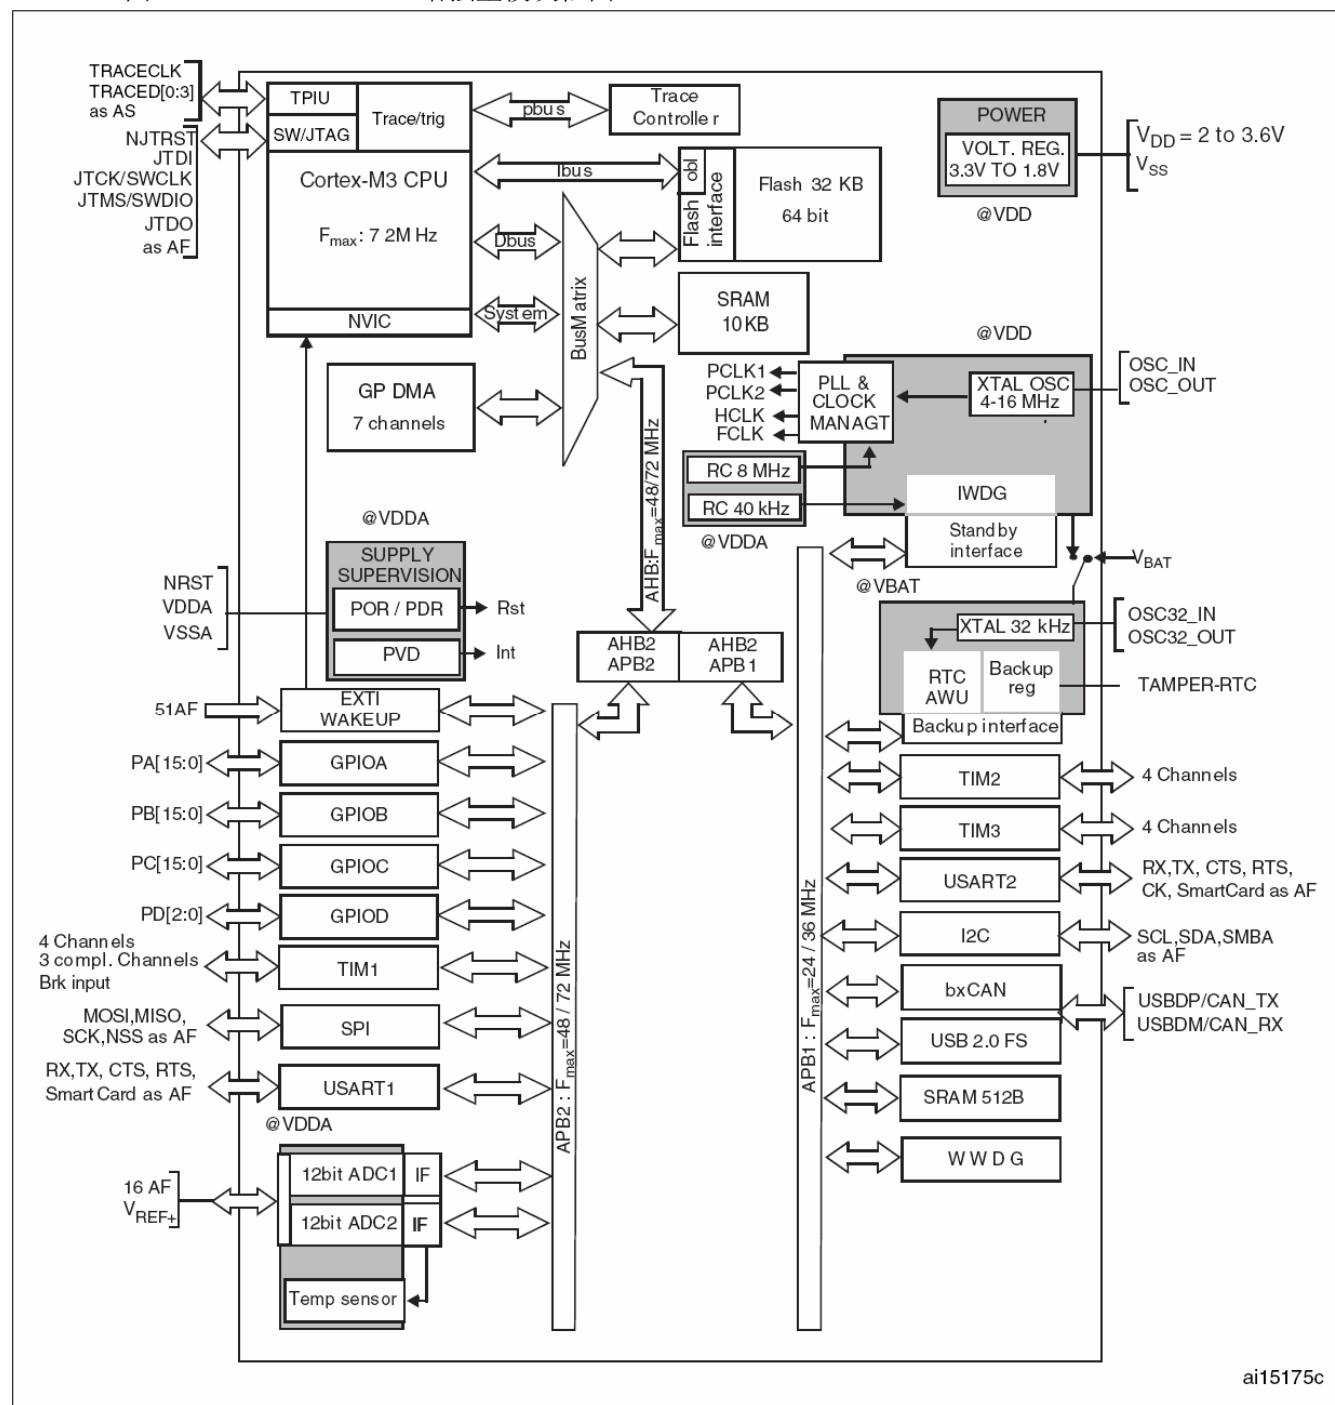 TRACECLK
TRACED[0:3]
as AS
NJTRST
JTDI
JTCK/SWCLK
JTMS/SWDIO
JTDO
as AF
TPIU
SW/JTAG
Trace/trig
Cortex-M3 CPU
Fmax: 7 2M Hz
NVIC
pbus
Trace
Controller
Ibus
Dbus
System
BusM atrix
Flash
interface
obl
Flash 32 KB
64 bit
SRAM
10KB
POWER
VOLT. REG.
3.3V TO 1.8V
@VDD
VDD = 2 to 3.6V
VSS
GP DMA
7 channels
AHB:Fmax=48/72 MHz
PCLK1
PCLK2
HCLK
FCLK
PLL &
CLOCK
MANAGT
@VDD
XTAL OSC
4-16 MHz
OSC_IN
OSC_OUT
RC 8 MHz
RC 40 kHz
@VDDA
IWDG
Standby
interface
VBAT
@VBAT
@VDDA
SUPPLY
SUPERVISION
POR / PDR
PVD
Rst
Int
NRST
VDDA
VSSA
AHB2
APB2
AHB2
APB1
XTAL 32 kHz
OSC32_IN
OSC32_OUT
RTC
AWU
Backup
reg
TAMPER-RTC
Backup interface
51AF
EXTI
WAKEUP
PA[15:0]
GPIOA
PB[15:0]
GPIOB
PC[15:0]
GPIOC
PD[2:0]
GPIOD
4 Channels
3 compl. Channels
Brk input
TIM1
MOSI,MISO,
SCK,NSS as AF
SPI
RX,TX, CTS, RTS,
SmartCard as AF
USART1
@VDDA
16 AF
VREF+
12bit ADC1
IF
12bit ADC2
IF
Temp sensor
APB2 : Fmax=48 / 72 MHz
APB1 : Fmax=24 / 36 MHz
TIM2
4 Channels
TIM3
4 Channels
USART2
RX,TX, CTS, RTS,
CK, SmartCard as AF
I2C
SCL,SDA,SMBA
as AF
bxCAN
USBDP/CAN_TX
USBDM/CAN_RX
USB 2.0 FS
SRAM 512B
W W D G
ai15175c